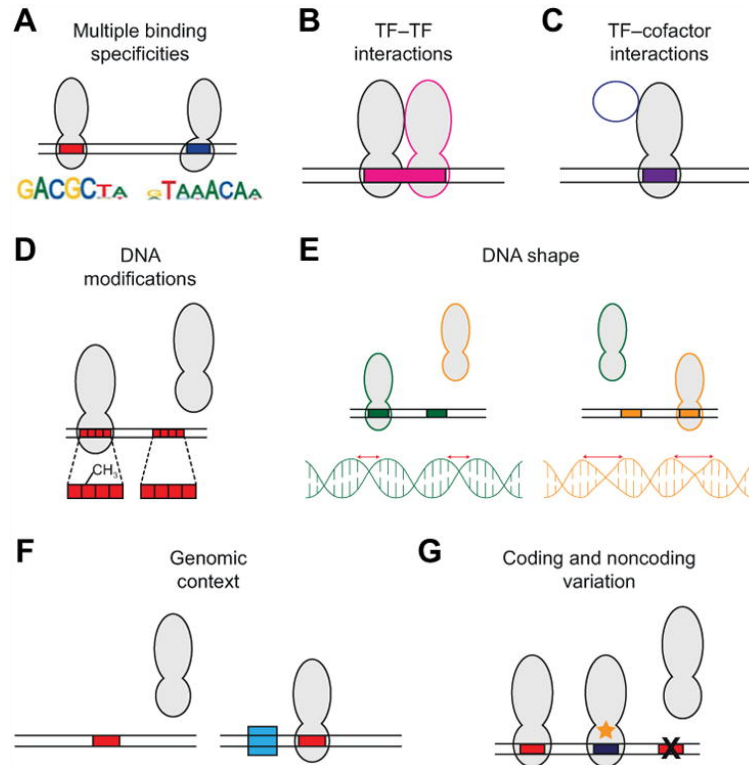 A
Multiple binding
specificities
GACGCTA
GTAAACAA
B
TF–TF
interactions
C
TF–cofactor
interactions
D
DNA
modifications
CH3
E
DNA shape
F
Genomic
context
G
Coding and noncoding
variation
X